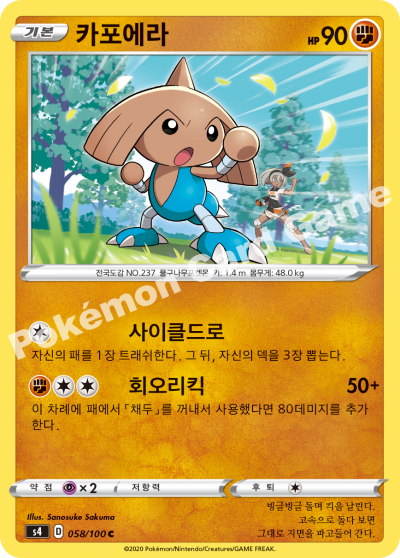 기본 카포에라 HP 90
전국도감 NO.237 물구나무포켓몬 키: 1.4 m 몸무게: 48.0 kg
사이클드로
자신의 패를 1장 트래쉬한다. 그 뒤, 자신의 덱을 3장 뽑는다.
회오리킥 50+
이 차례에 패에서 「채두」를 꺼내서 사용했다면 80데미지를 추가
한다.
약점 ×2 저항력 후퇴
Illus. Sanosuke Sakuma
빙글빙글 돌며 킥을 날린다.
고속으로 돌다 보면
그대로 지면을 파고들어 간다.
s4 D 058/100 C
©2020 Pokémon/Nintendo/Creatures/GAME FREAK.
Pokémon Card Game